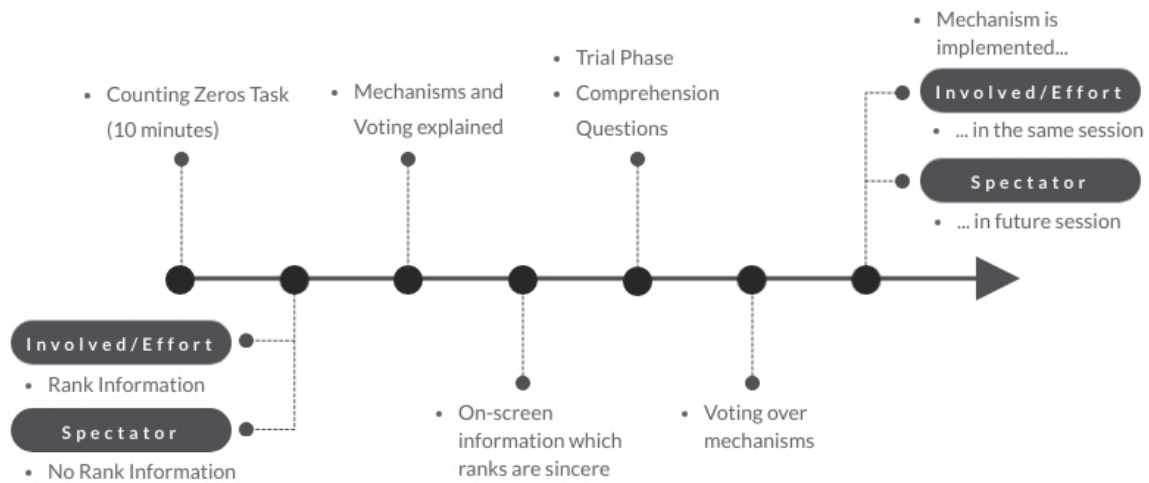 • Counting Zeros Task
(10 minutes)
Involved/Effort
• Rank Information
Spectator
• No Rank Information
• Mechanisms and
Voting explained
• On-screen
information which
ranks are sincere
• Trial Phase
• Comprehension
Questions
• Voting over
mechanisms
• Mechanism is
implemented...
Involved/Effort
• ... in the same session
Spectator
• ... in future session